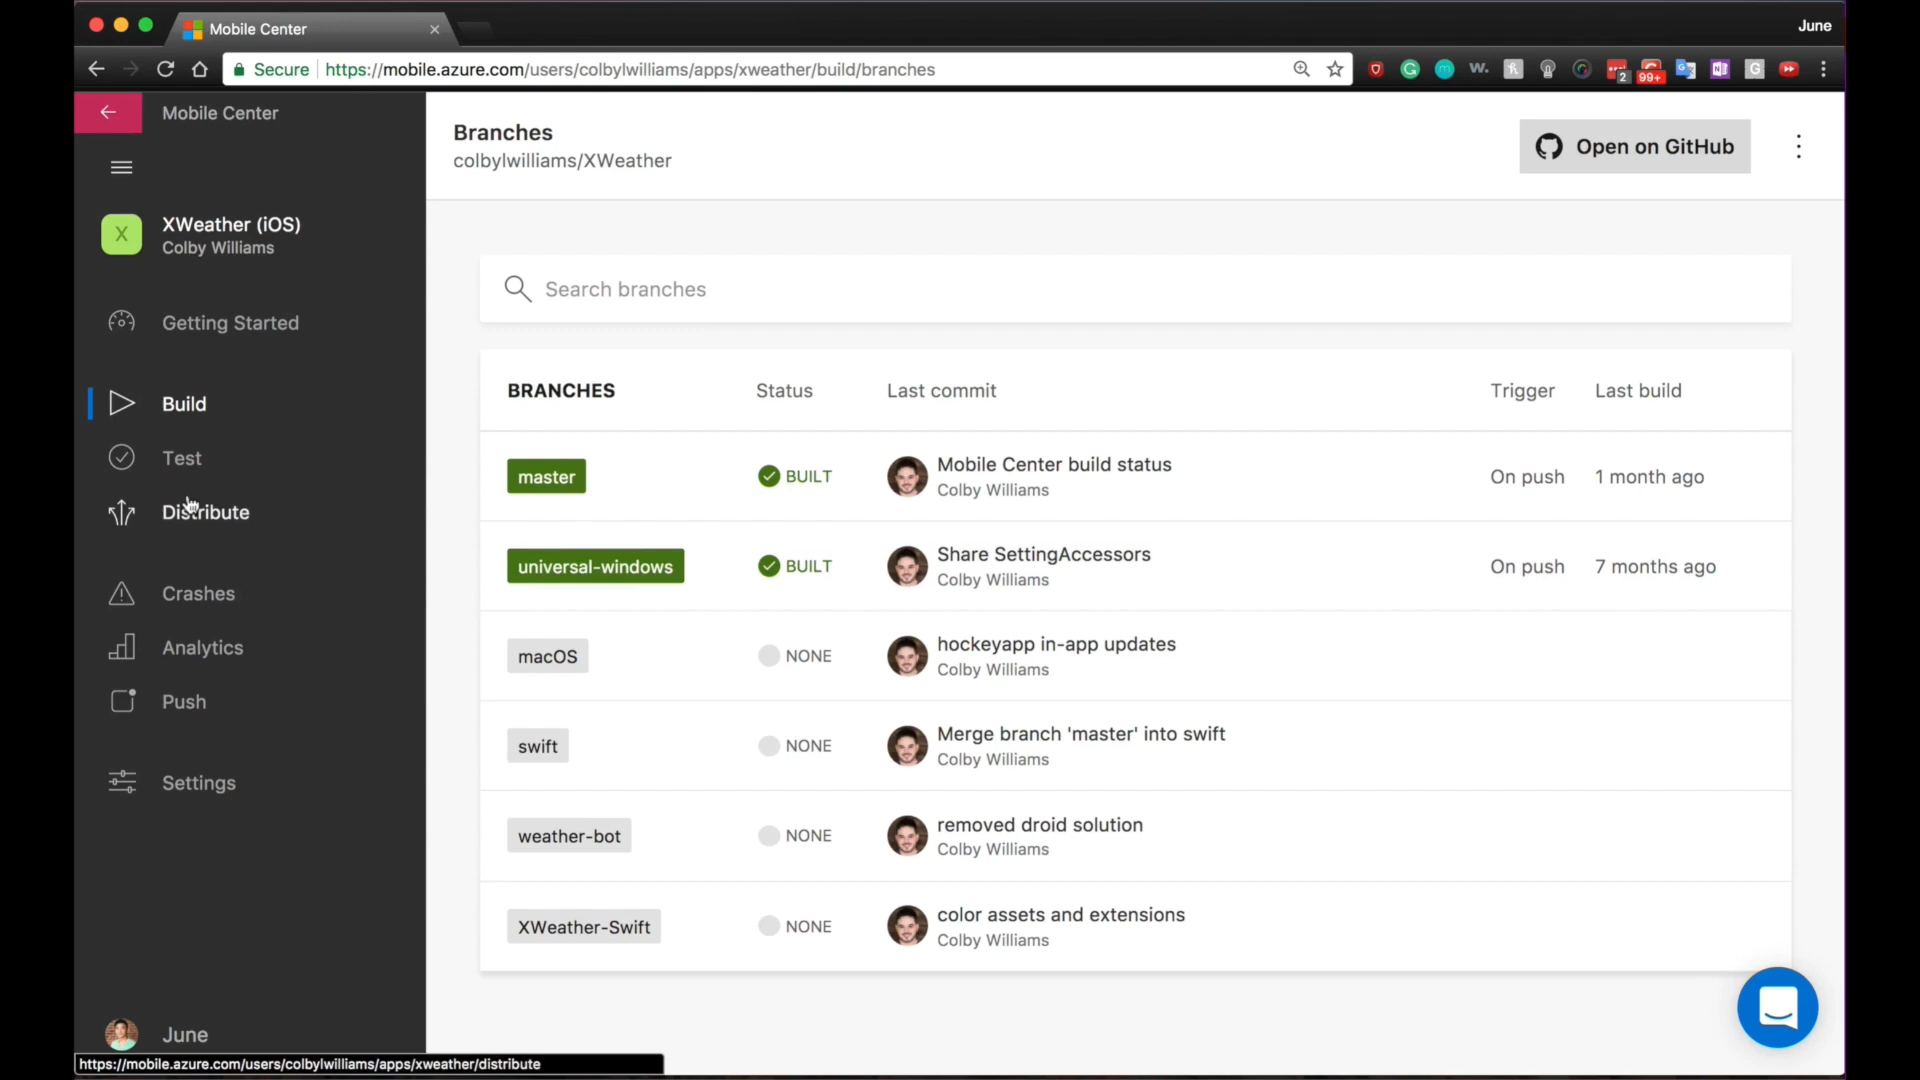 Mobile Center
June
Secure
https://mobile.azure.com/users/colbylwilliams/apps/xweather/build/branches
w.
2
99+
G
Mobile Center
X
XWeather (iOS)
Colby Williams
Getting Started
Build
Test
Distribute
Crashes
Analytics
Push
Settings
June
https://mobile.azure.com/users/colbylwilliams/apps/xweather/distribute
Branches
colbylwilliams/XWeather
Open on GitHub
Search branches
BRANCHES Status Last commit Trigger Last build
master BUILT Mobile Center build status On push 1 month ago
Colby Williams
universal-windows BUILT Share SettingAccessors On push 7 months ago
Colby Williams
macOS NONE hockeyapp in-app updates
Colby Williams
swift NONE Merge branch 'master' into swift
Colby Williams
weather-bot NONE removed droid solution
Colby Williams
XWeather-Swift NONE color assets and extensions
Colby Williams